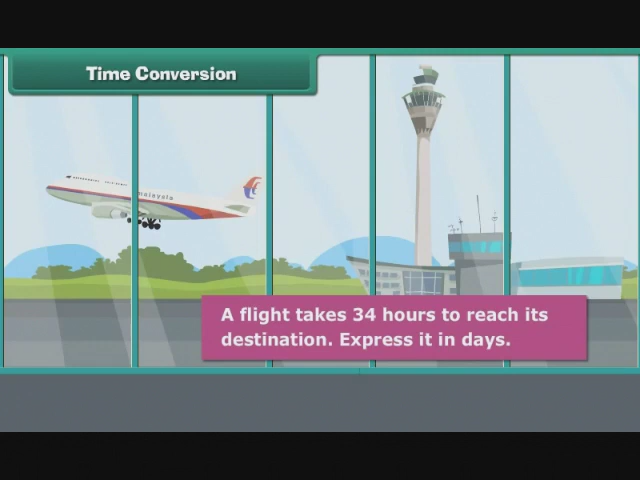 Time Conversion
malaysia
A flight takes 34 hours to reach its
destination. Express it in days.